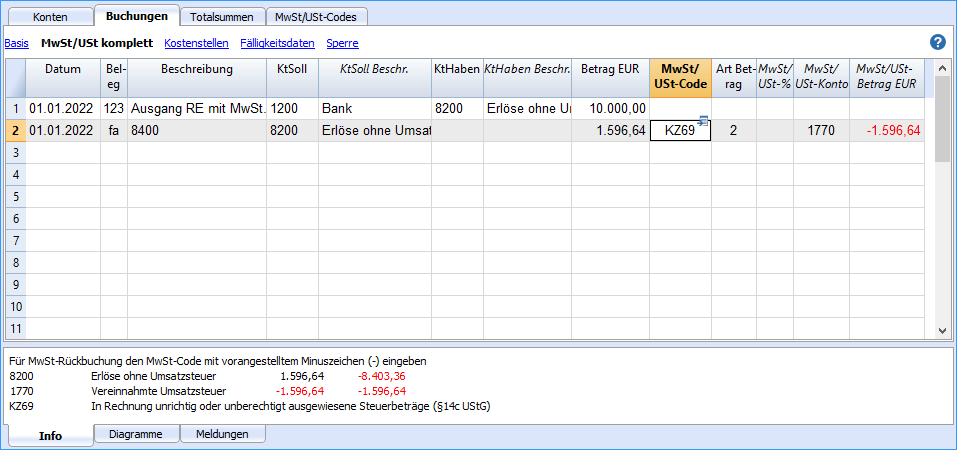 Konten Buchungen Totalsummen MwSt/USt-Codes
Basis MwSt/USt komplett Kostenstellen Fälligkeitsdaten Sperre ?
Datum Bel-eg Beschreibung KtSoll KtSoll Beschr. KtHaben KtHaben Beschr. Betrag EUR MwSt/USt-Code Art Bet-rag MwSt/USt-% MwSt/USt-Konto MwSt/USt-Betrag EUR
1 01.01.2022 123 Ausgang RE mit MwSt. 1200 Bank 8200 Erlöse ohne U 10.000,00
2 01.01.2022 fa 8400 8200 Erlöse ohne Umsat 1.596,64 KZ69 2 1770 -1.596,64
3
4
5
6
7
8
9
10
11
Für MwSt-Rückbuchung den MwSt-Code mit vorangestelltem Minuszeichen (-) eingeben
8200 Erlöse ohne Umsatzsteuer 1.596,64 -8.403,36
1770 Vereinnahmte Umsatzsteuer -1.596,64 -1.596,64
KZ69 In Rechnung unrichtig oder unberechtigt ausgewiesene Steuerbeträge (§14c UStG)
Info Diagramme Meldungen